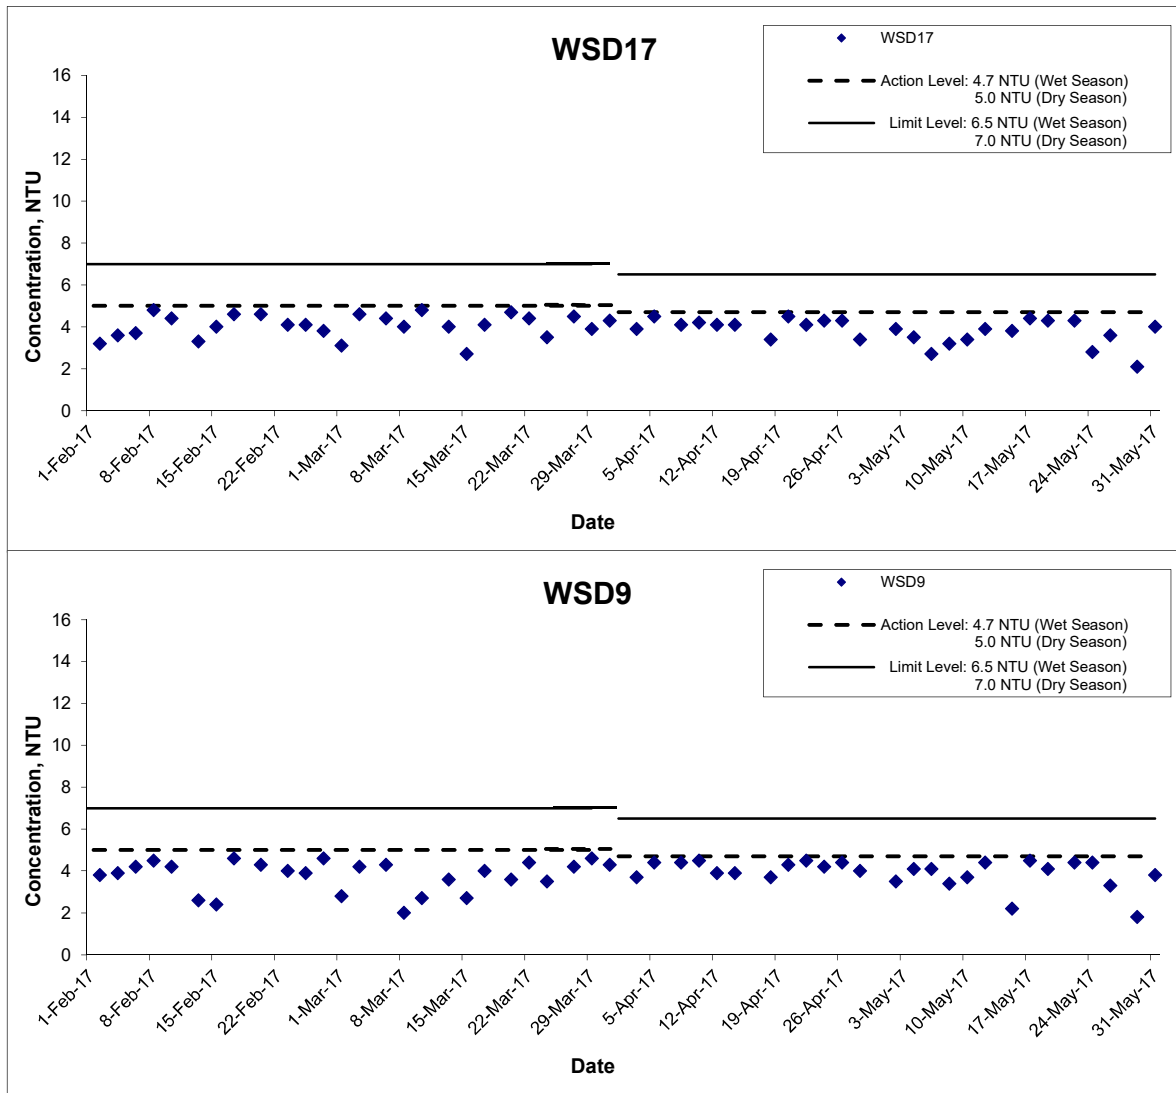 WSD17
WSD17
Action Level: 4.7 NTU (Wet Season)
5.0 NTU (Dry Season)
Limit Level: 6.5 NTU (Wet Season)
7.0 NTU (Dry Season)
Concentration, NTU
16
14
12
10
8
6
4
2
0
1-Feb-17
8-Feb-17
15-Feb-17
22-Feb-17
1-Mar-17
8-Mar-17
15-Mar-17
22-Mar-17
29-Mar-17
5-Apr-17
12-Apr-17
19-Apr-17
26-Apr-17
3-May-17
10-May-17
17-May-17
24-May-17
31-May-17
Date
WSD9
WSD9
Action Level: 4.7 NTU (Wet Season)
5.0 NTU (Dry Season)
Limit Level: 6.5 NTU (Wet Season)
7.0 NTU (Dry Season)
Concentration, NTU
16
14
12
10
8
6
4
2
0
1-Feb-17
8-Feb-17
15-Feb-17
22-Feb-17
1-Mar-17
8-Mar-17
15-Mar-17
22-Mar-17
29-Mar-17
5-Apr-17
12-Apr-17
19-Apr-17
26-Apr-17
3-May-17
10-May-17
17-May-17
24-May-17
31-May-17
Date